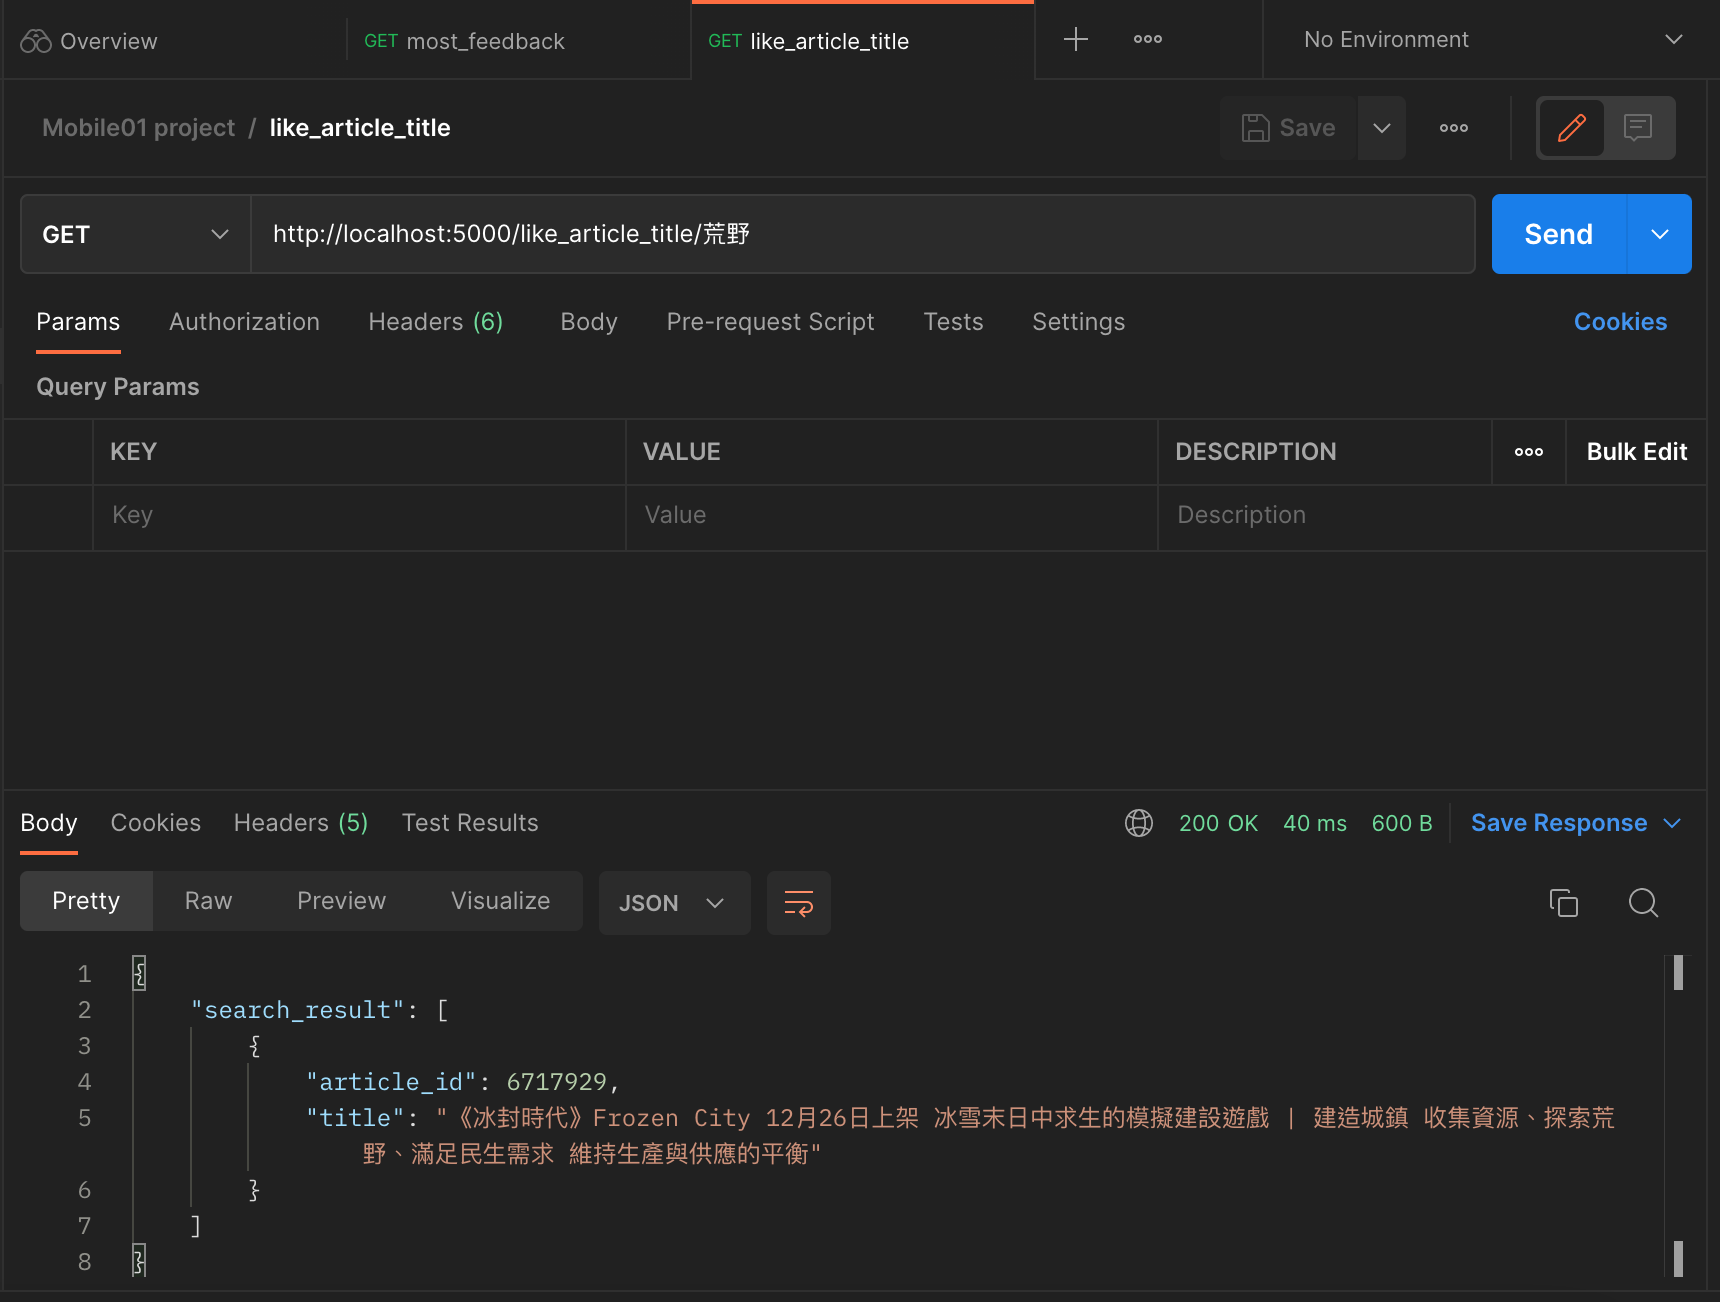 Overview
GET most_feedback
GET like_article_title
No Environment
Mobile01 project / like_article_title
Save
GET
http://localhost:5000/like_article_title/荒野
Send
Params Authorization Headers (6) Body Pre-request Script Tests Settings Cookies
Query Params
KEY VALUE DESCRIPTION Bulk Edit
Key Value Description
Body Cookies Headers (5) Test Results 200 OK 40 ms 600 B Save Response
Pretty Raw Preview Visualize JSON
1 {
2 "search_result": [
3 {
4 "article_id": 6717929,
5 "title": "《冰封時代》Frozen City 12月26日上架 冰雪末日中求生的模擬建設遊戲 | 建造城鎮 收集資源、探索荒
野、滿足民生需求 維持生產與供應的平衡"
6 }
7 ]
8 }